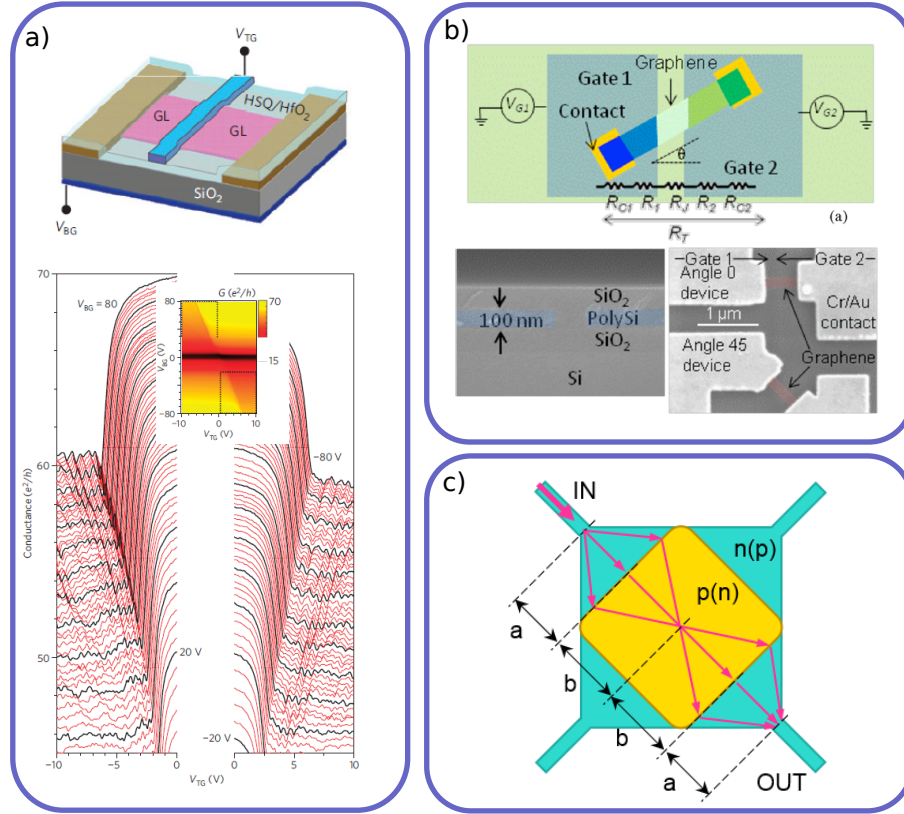 a)
V_TG
HSQ/HfO₂
GL
GL
SiO₂
V_BG
70
60
50
Conductance (e²/h)
V_BG = 80
G (e²/h)
70
15
80
40
0
−40
−80
V_BG (V)
−10
0
10
V_TG (V)
−80 V
20 V
−20 V
−10
−5
0
0
5
10
V_TG (V)
b)
Graphene
Gate 1
V_G1
V_G2
Contact
θ
Gate 2
R_C1 R_1 R_J R_2 R_C2
(a)
R_T
SiO₂
100 nm
PolySi
SiO₂
Si
Gate 1
Gate 2
Angle 0
device
Cr/Au
contact
1 μm
Angle 45
device
Graphene
c)
IN
n(p)
p(n)
a
b
b
a
OUT